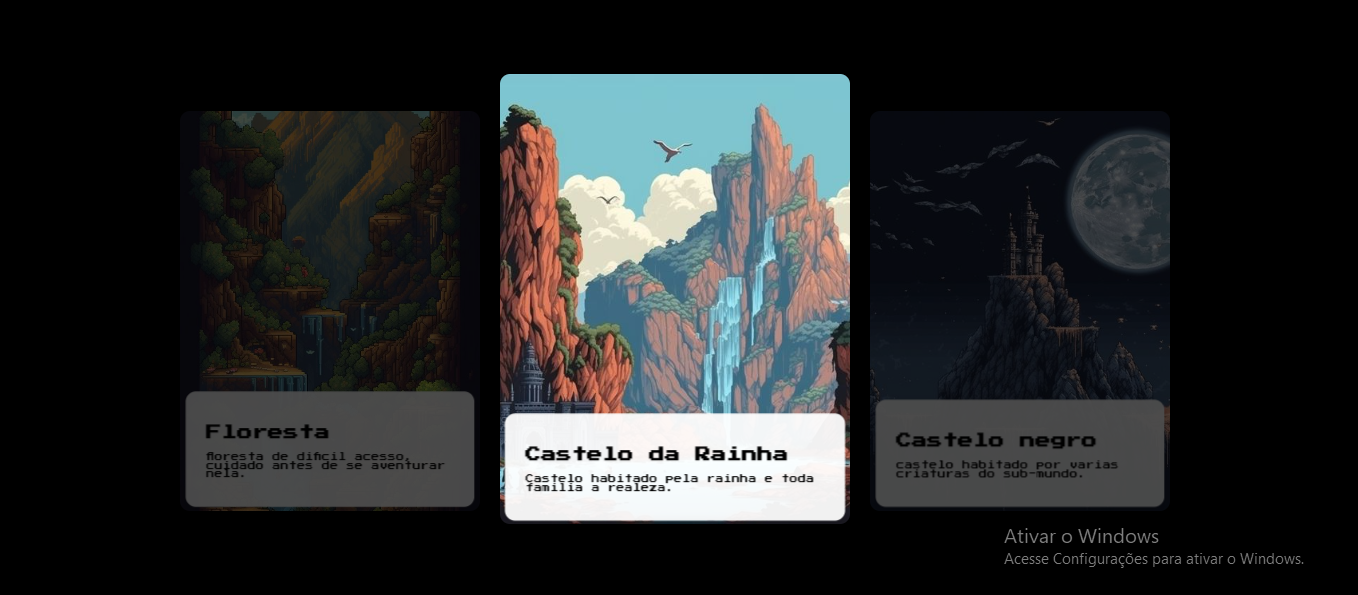 Floresta
floresta de dificil acesso,
cuidado antes de se aventurar
nela.
Castelo da Rainha
Castelo habitado pela rainha e toda
familia a realeza.
Castelo negro
castelo habitado por varias
criaturas do sub-mundo.
Ativar o Windows
Acesse Configurações para ativar o Windows.